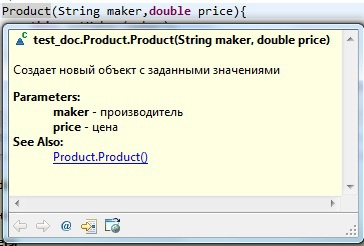 Product(String maker,double price){
test_doc.Product.Product(String maker, double price)
Создает новый объект с заданными значениями
Parameters:
maker - производитель
price - цена
See Also:
Product.Product()
@